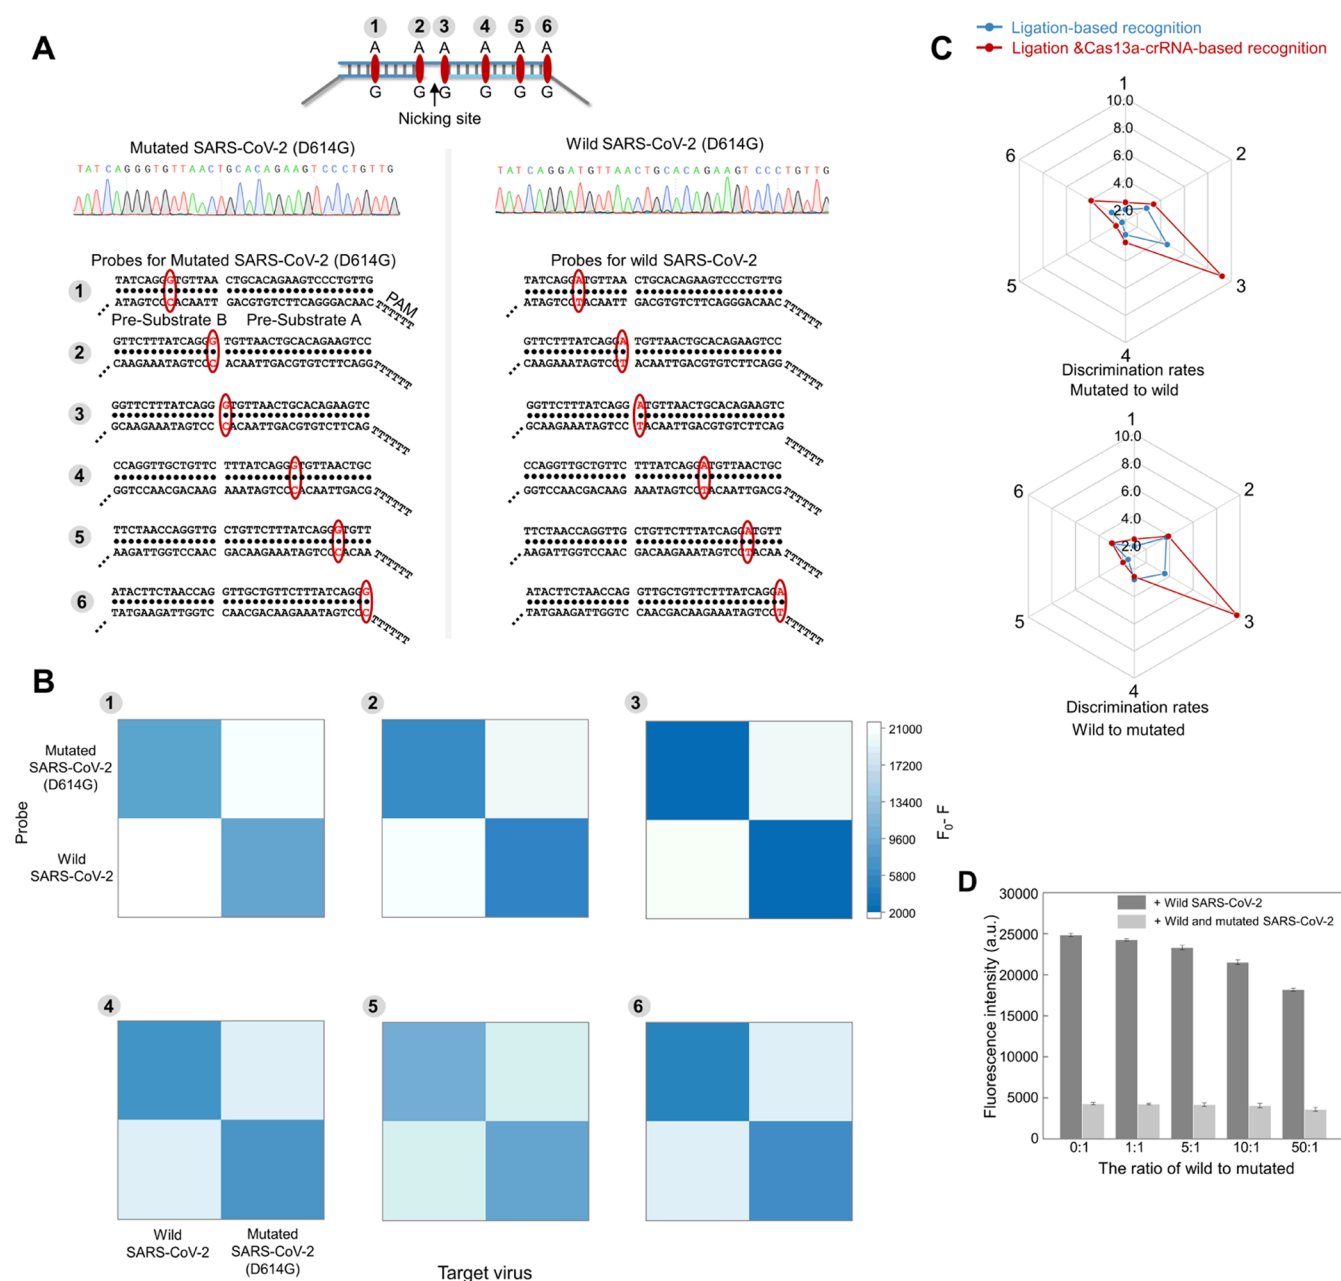 A
1 2 3 4 5 6
A A A A A A
G G G G G G
Nicking site
Mutated SARS-CoV-2 (D614G)
TATCAGGGTGTTAACTGCACAGAAGTCCCTGTTG
Wild SARS-CoV-2 (D614G)
TATCAGGATGTTAACTGCACAGAAGTCCCTGTTG
Probes for Mutated SARS-CoV-2 (D614G)
1
TATCAGGGTGTTAA CTGCACAGAAGTCCCTGTTG
ATAGTCCCACAATT GACGTGTCTTCAGGGACAAC
TTTTTT
PAM
Pre-Substrate B Pre-Substrate A
2
GTTCTTTATCAGGG TGTTAACTGCACAGAAGTCC
CAAGAAATAGTCCC ACAATTGACGTGTCTTCAGG
TTTTTT
3
GGTTCTTTATCAGG GTGTTAACTGCACAGAAGTC
GCAAGAAATAGTCC CACAATTGACGTGTCTTCAG
TTTTTT
4
CCAGGTTGCTGTTC TTTATCAGGGTGTTAACTGC
GGTCCAACGACAAG AAATAGTCCCACAATTGACG
TTTTTT
5
TTCTAACCAGGTTG CTGTTCTTTATCAGGGTGTT
AAGATTGGTCCAAC GACAAGAAATAGTCCCACAA
TTTTTT
6
ATACTTCTAACCAG GTTGCTGTTCTTTATCAGGG
TATGAAGATTGGTC CAACGACAAGAAATAGTCCC
TTTTTT
Probes for wild SARS-CoV-2
TATCAGGATGTTAA CTGCACAGAAGTCCCTGTTG
ATAGTCCTACAATT GACGTGTCTTCAGGGACAAC
TTTTTT
GTTCTTTATCAGGA TGTTAACTGCACAGAAGTCC
CAAGAAATAGTCCT ACAATTGACGTGTCTTCAGG
TTTTTT
GGTTCTTTATCAGG ATGTTAACTGCACAGAAGTC
GCAAGAAATAGTCC TACAATTGACGTGTCTTCAG
TTTTTT
CCAGGTTGCTGTTC TTTATCAGGATGTTAACTGC
GGTCCAACGACAAG AAATAGTCCTACAATTGACG
TTTTTT
TTCTAACCAGGTTG CTGTTCTTTATCAGGATGTT
AAGATTGGTCCAAC GACAAGAAATAGTCCTACAA
TTTTTT
ATACTTCTAACCAG GTTGCTGTTCTTTATCAGGA
TATGAAGATTGGTC CAACGACAAGAAATAGTCCT
TTTTTT
B
1
2
3
Probe
Mutated
SARS-CoV-2
(D614G)
Wild
SARS-CoV-2
21000
17200
13400
9600
5800
2000
F0- F
4
5
6
Wild
SARS-CoV-2
Mutated
SARS-CoV-2
(D614G)
Target virus
C
Ligation-based recognition
Ligation &Cas13a-crRNA-based recognition
1
10.0
8.0
6.0
4.0
2.0
2
3
4
5
6
Discrimination rates
Mutated to wild
1
10.0
8.0
6.0
4.0
2.0
2
3
4
5
6
Discrimination rates
Wild to mutated
D
+ Wild SARS-CoV-2
+ Wild and mutated SARS-CoV-2
Fluorescence intensity (a.u.)
30000
25000
20000
15000
10000
5000
0
0:1 1:1 5:1 10:1 50:1
The ratio of wild to mutated